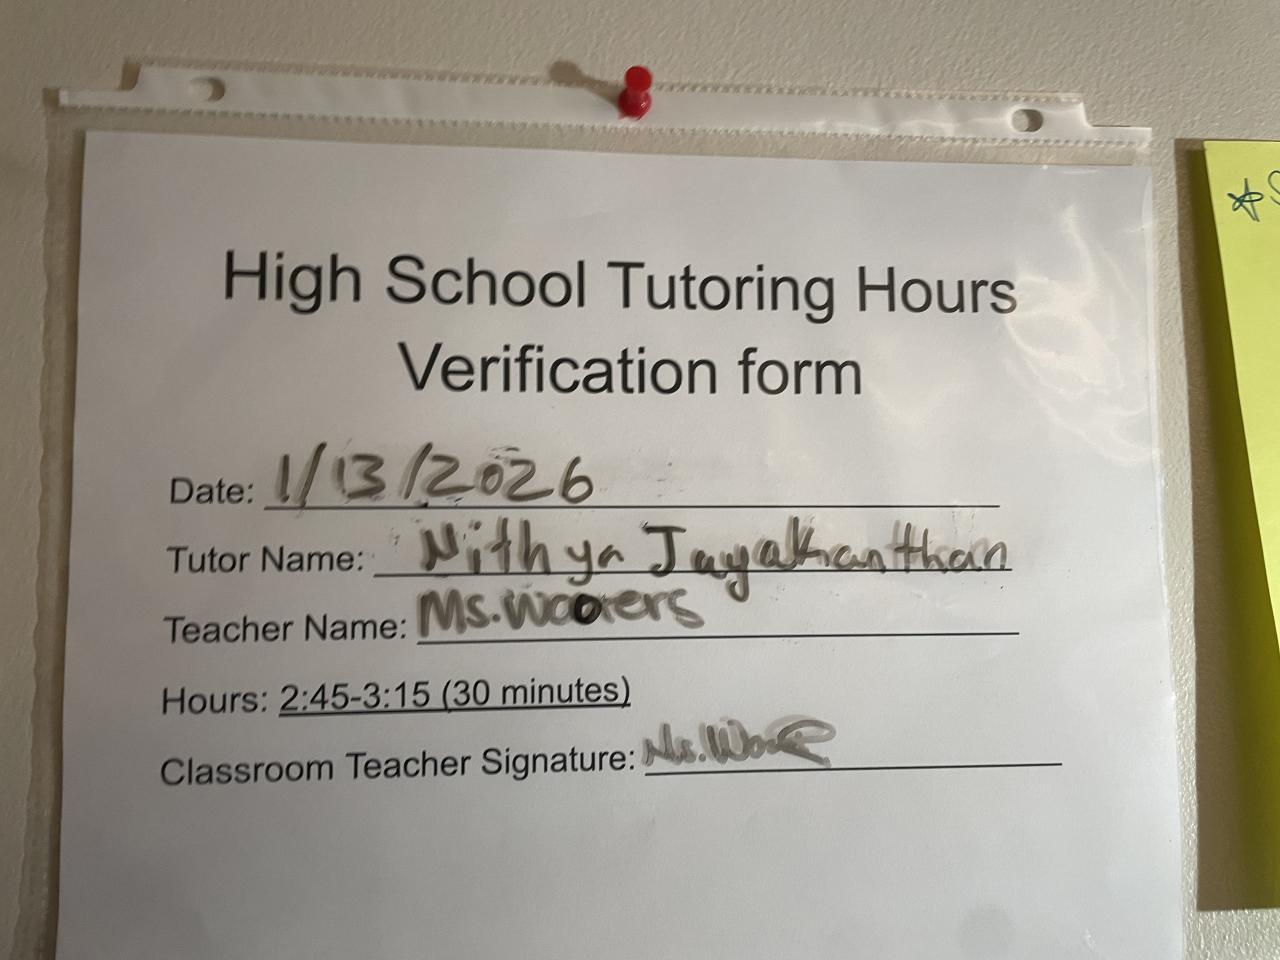 High School Tutoring Hours
Verification form
Date: 1/13/2026
Tutor Name: Nithya Jayakanthan
Teacher Name: Ms.
Hours: 2:45-3:15 (30 minutes)
Classroom Teacher Signature: Ms.